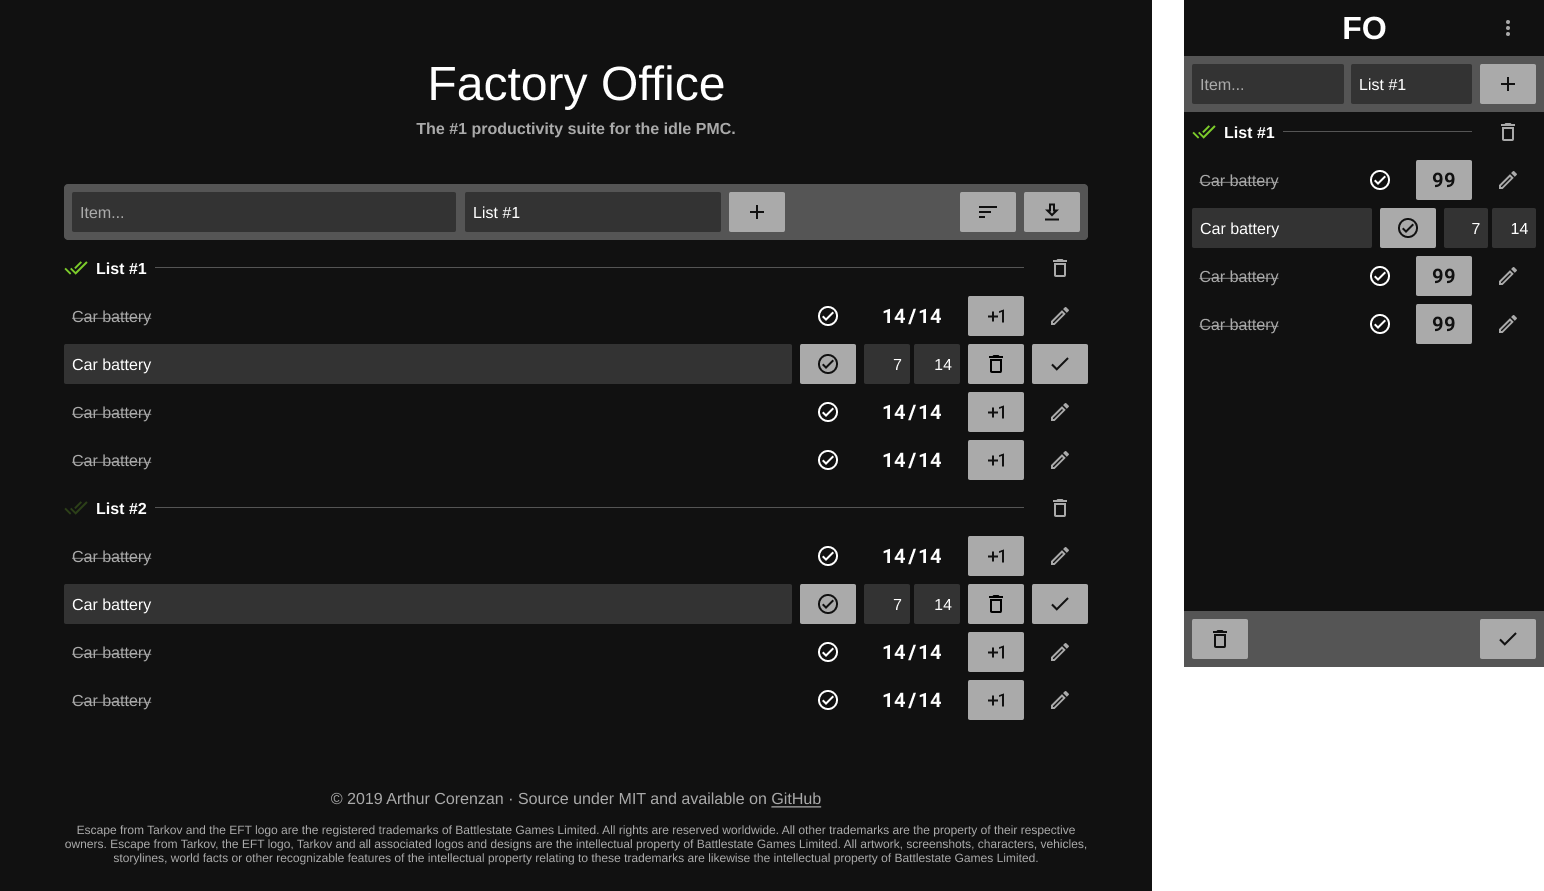 Factory Office
The #1 productivity suite for the idle PMC.
Item...
List #1
List #1
Car battery
14/14
+1
Car battery
7
14
Car battery
14/14
+1
Car battery
14/14
+1
List #2
Car battery
14/14
+1
Car battery
7
14
Car battery
14/14
+1
Car battery
14/14
+1
© 2019 Arthur Corenzan · Source under MIT and available on GitHub
Escape from Tarkov and the EFT logo are the registered trademarks of Battlestate Games Limited. All rights are reserved worldwide. All other trademarks are the property of their respective
owners. Escape from Tarkov, the EFT logo, Tarkov and all associated logos and designs are the intellectual property of Battlestate Games Limited. All artwork, screenshots, characters, vehicles,
storylines, world facts or other recognizable features of the intellectual property relating to these trademarks are likewise the intellectual property of Battlestate Games Limited.
FO
Item...
List #1
List #1
Car battery
99
Car battery
7
14
Car battery
99
Car battery
99